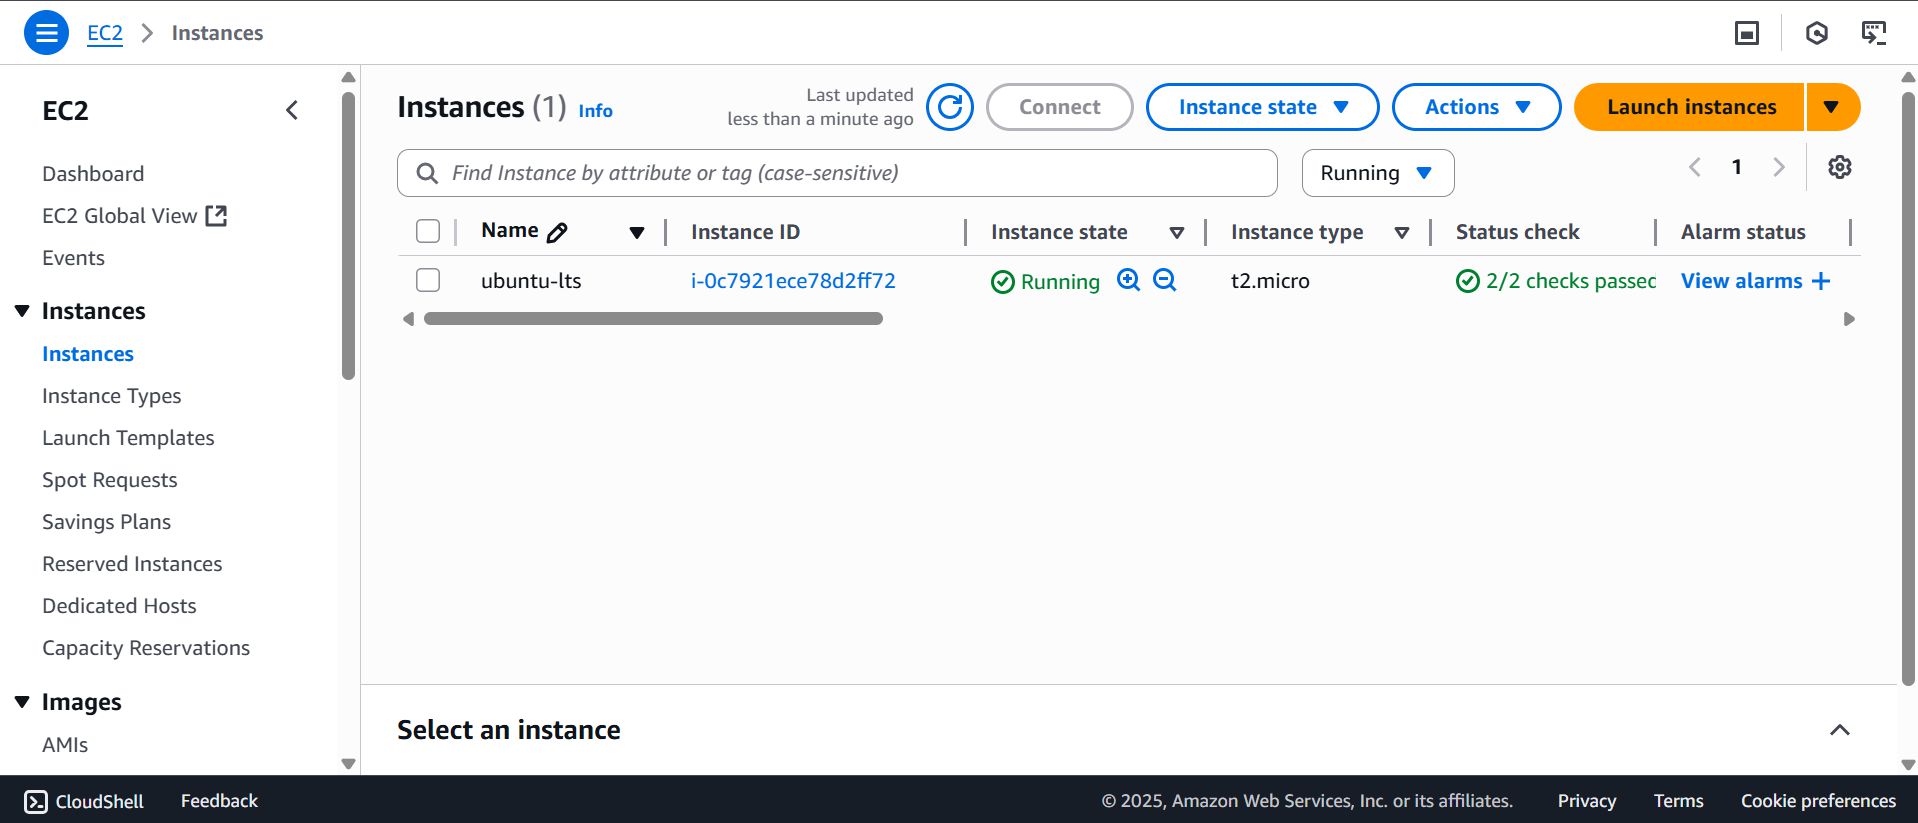 EC2 > Instances
EC2
Dashboard
EC2 Global View
Events
Instances
Instances
Instance Types
Launch Templates
Spot Requests
Savings Plans
Reserved Instances
Dedicated Hosts
Capacity Reservations
Images
AMIs
Instances (1) Info
Last updated
less than a minute ago
Connect
Instance state
Actions
Launch instances
Find Instance by attribute or tag (case-sensitive)
Running
1
Name Instance ID Instance state Instance type Status check Alarm status
ubuntu-lts i-0c7921ece78d2ff72 Running t2.micro 2/2 checks passed View alarms +
Select an instance
CloudShell Feedback © 2025, Amazon Web Services, Inc. or its affiliates. Privacy Terms Cookie preferences